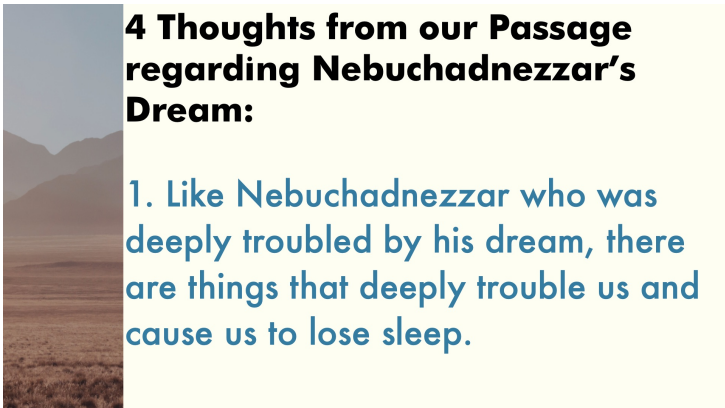 4 Thoughts from our Passage
regarding Nebuchadnezzar’s
Dream:
1. Like Nebuchadnezzar who was
deeply troubled by his dream, there
are things that deeply trouble us and
cause us to lose sleep.